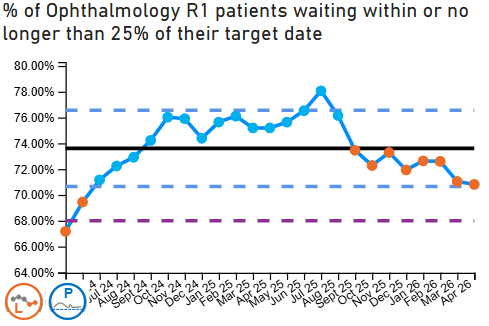 % of Ophthalmology R1 patients waiting within or no
longer than 25% of their target date
80.00%
78.00%
76.00%
74.00%
72.00%
70.00%
68.00%
66.00%
64.00%
4
Jul 24
Aug 24
Sept 24
Oct 24
Nov 24
Dec 24
Jan 25
Feb 25
Mar 25
Apr 25
May 25
Jun 25
Jul 25
Aug 25
Sept 25
Oct 25
Nov 25
Dec 25
Jan 26
Feb 26
Mar 26
Apr 26
L
P